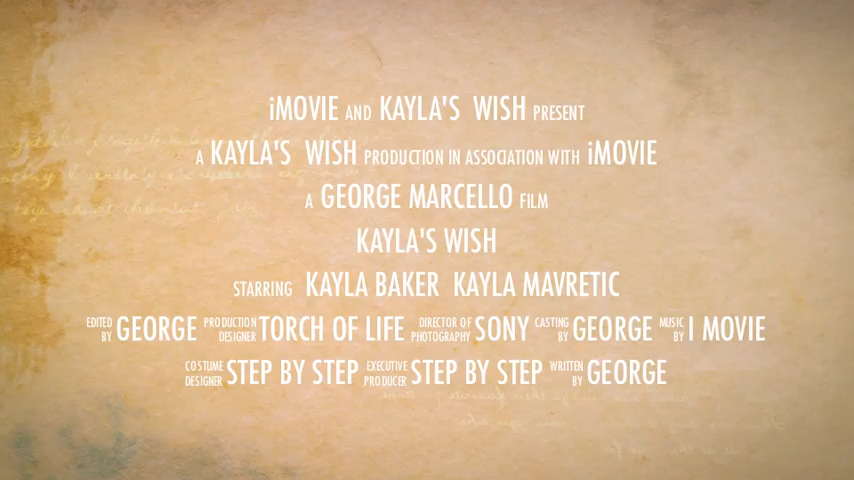 iMOVIE AND KAYLA'S WISH PRESENT
A KAYLA'S WISH PRODUCTION IN ASSOCIATION WITH iMOVIE
A GEORGE MARCELLO FILM
KAYLA'S WISH
STARRING KAYLA BAKER KAYLA MAVRETIC
EDITED BY GEORGE PRODUCTION DESIGNER TORCH OF LIFE DIRECTOR OF PHOTOGRAPHY SONY CASTING BY GEORGE MUSIC BY I MOVIE
COSTUME DESIGNER STEP BY STEP EXECUTIVE PRODUCER STEP BY STEP WRITTEN BY GEORGE